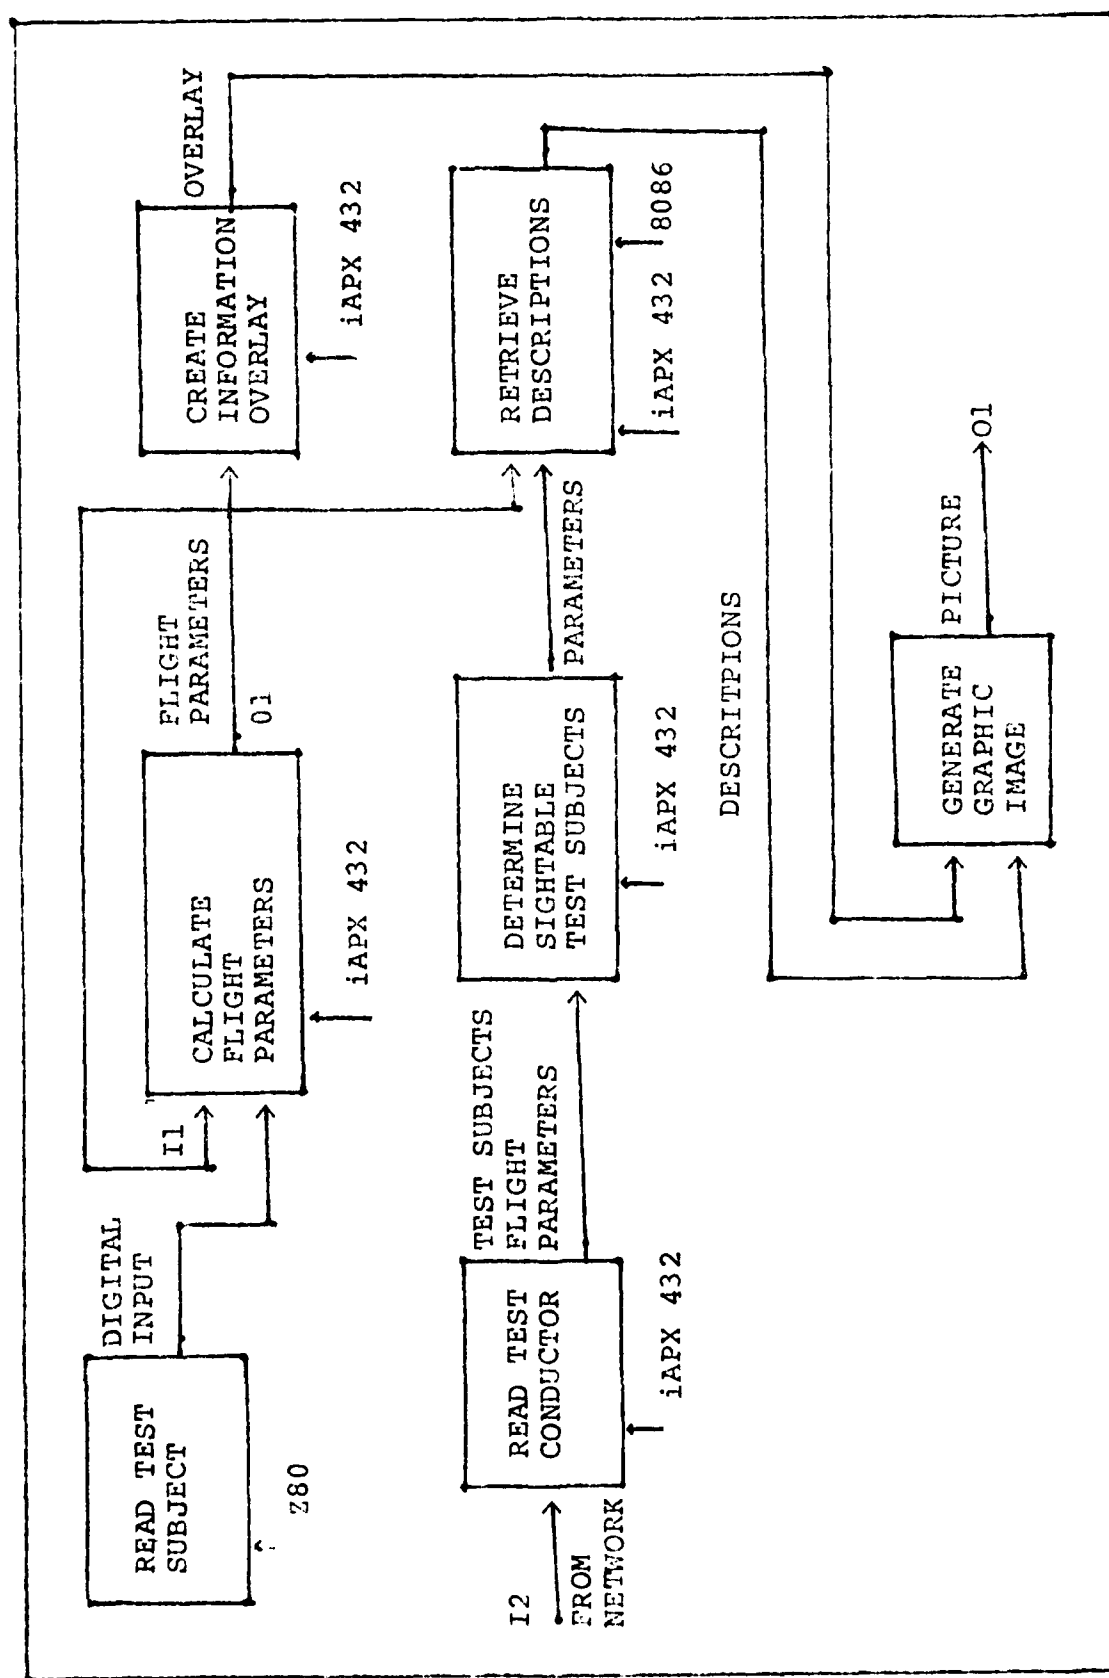 READ TEST
SUBJECT
Z80
DIGITAL
INPUT
I1
CALCULATE
FLIGHT
PARAMETERS
iAPX 432
FLIGHT
PARAMETERS
O1
CREATE
INFORMATION
OVERLAY
iAPX 432
OVERLAY
I2
FROM
NETWORK
READ TEST
CONDUCTOR
iAPX 432
TEST SUBJECTS
FLIGHT
PARAMETERS
DETERMINE
SIGHTABLE
TEST SUBJECTS
iAPX 432
PARAMETERS
RETRIEVE
DESCRIPTIONS
iAPX 432
8086
DESCRITPIONS
GENERATE
GRAPHIC
IMAGE
PICTURE
O1